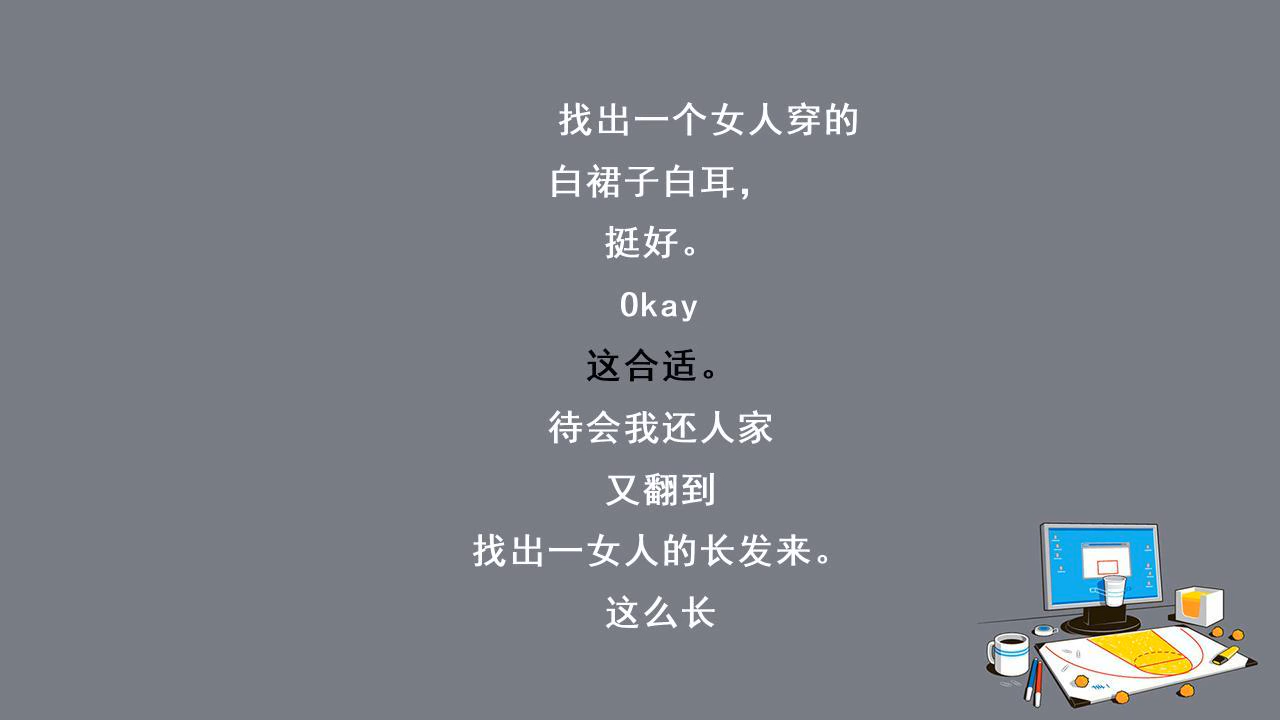 找出一个女人穿的
白裙子白耳，
挺好。
Okay
这合适。
待会我还人家
又翻到
找出一女人的长发来。
这么长